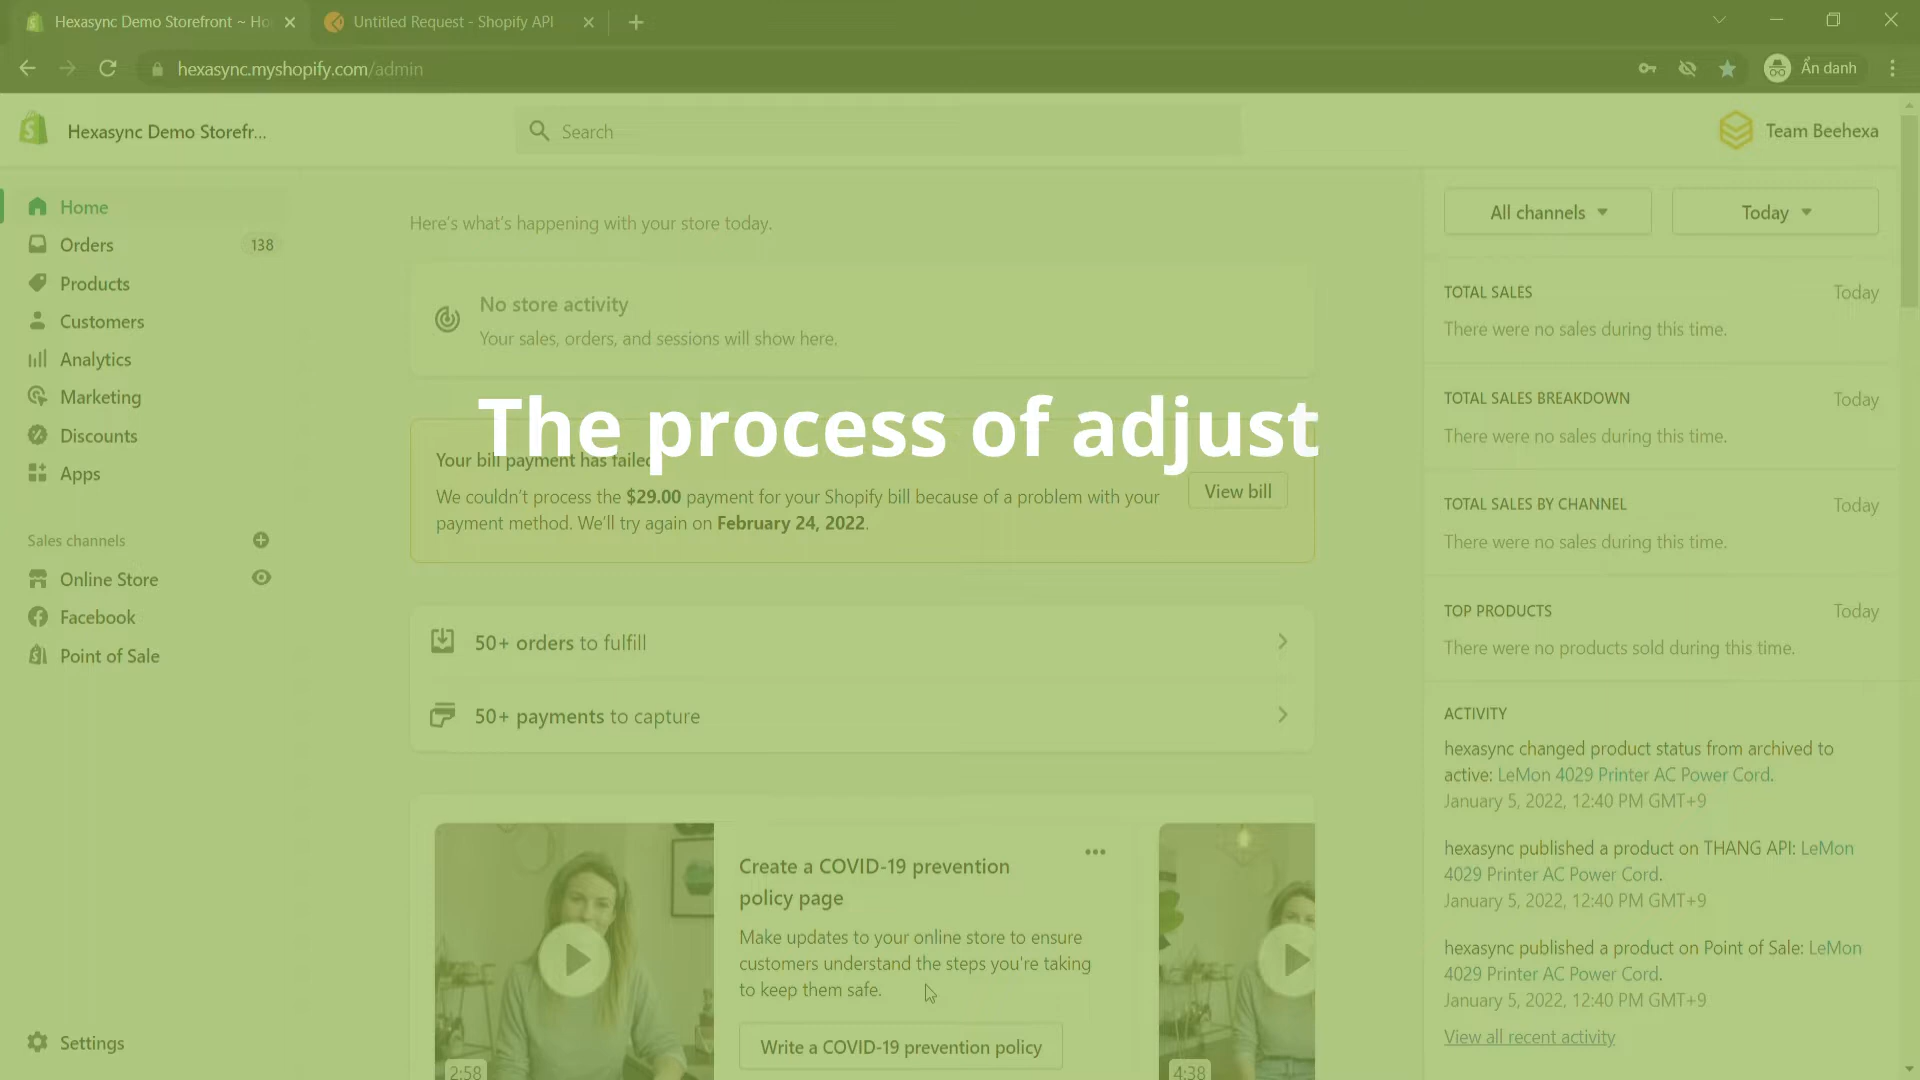 Hexasync Demo Storefront ~ Ho
Untitled Request - Shopify API
hexasync.myshopify.com/admin
Ẩn danh
Hexasync Demo Storefr...
Search
Team Beehexa
Home
Orders
138
Products
Customers
Analytics
Marketing
Discounts
Apps
Sales channels
Online Store
Facebook
Point of Sale
Settings
Here's what's happening with your store today.
No store activity
Your sales, orders, and sessions will show here.
The process of adjust
Your bill payment has failed
We couldn't process the $29.00 payment for your Shopify bill because of a problem with your
payment method. We'll try again on February 24, 2022.
View bill
50+ orders to fulfill
50+ payments to capture
Create a COVID-19 prevention
policy page
Make updates to your online store to ensure
customers understand the steps you're taking
to keep them safe.
Write a COVID-19 prevention policy
2:58
4:38
All channels
Today
TOTAL SALES
Today
There were no sales during this time.
TOTAL SALES BREAKDOWN
Today
There were no sales during this time.
TOTAL SALES BY CHANNEL
Today
There were no sales during this time.
TOP PRODUCTS
Today
There were no products sold during this time.
ACTIVITY
hexasync changed product status from archived to
active: LeMon 4029 Printer AC Power Cord.
January 5, 2022, 12:40 PM GMT+9
hexasync published a product on THANG API: LeMon
4029 Printer AC Power Cord.
January 5, 2022, 12:40 PM GMT+9
hexasync published a product on Point of Sale: LeMon
4029 Printer AC Power Cord.
January 5, 2022, 12:40 PM GMT+9
View all recent activity